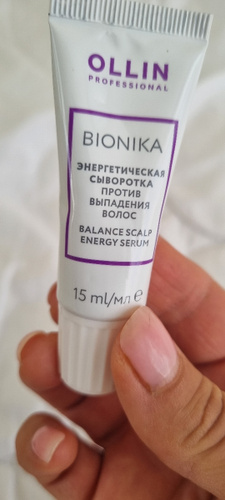 OLLIN
PROFESSIONAL
BIONIKA
ЭНЕРГЕТИЧЕСКАЯ
СЫВОРОТКА
ПРОТИВ
ВЫПАДЕНИЯ
ВОЛОС
BALANCE SCALP
ENERGY SERUM
15 ml/мл ℮